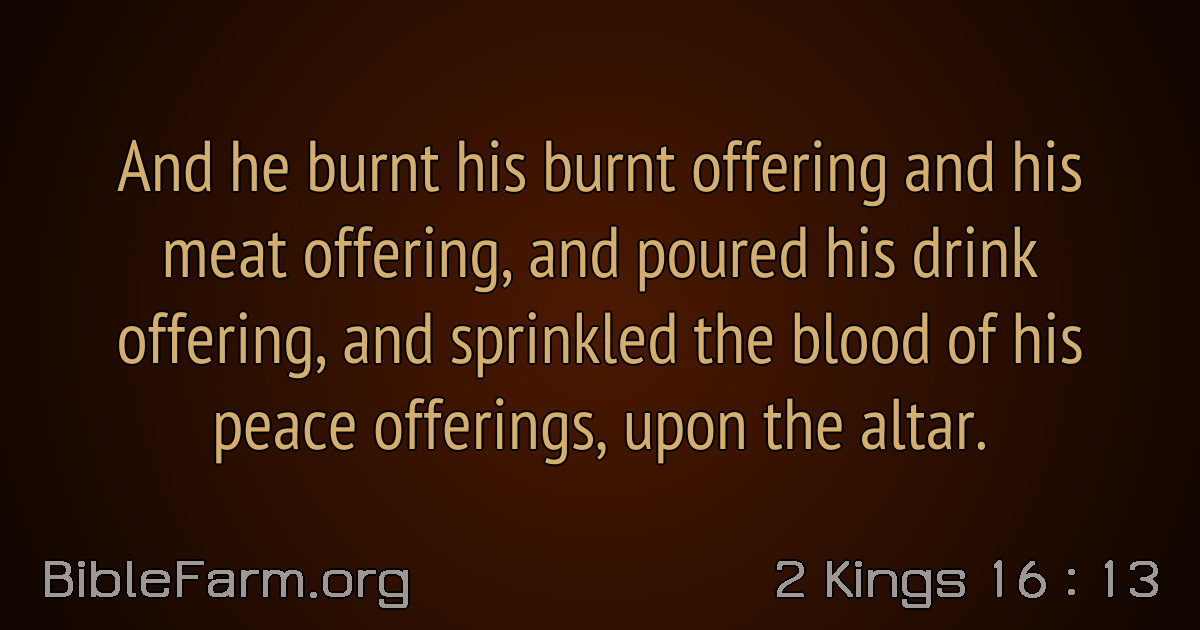 And he burnt his burnt offering and his
meat offering, and poured his drink
offering, and sprinkled the blood of his
peace offerings, upon the altar.
BibleFarm.org
2 Kings 16 : 13